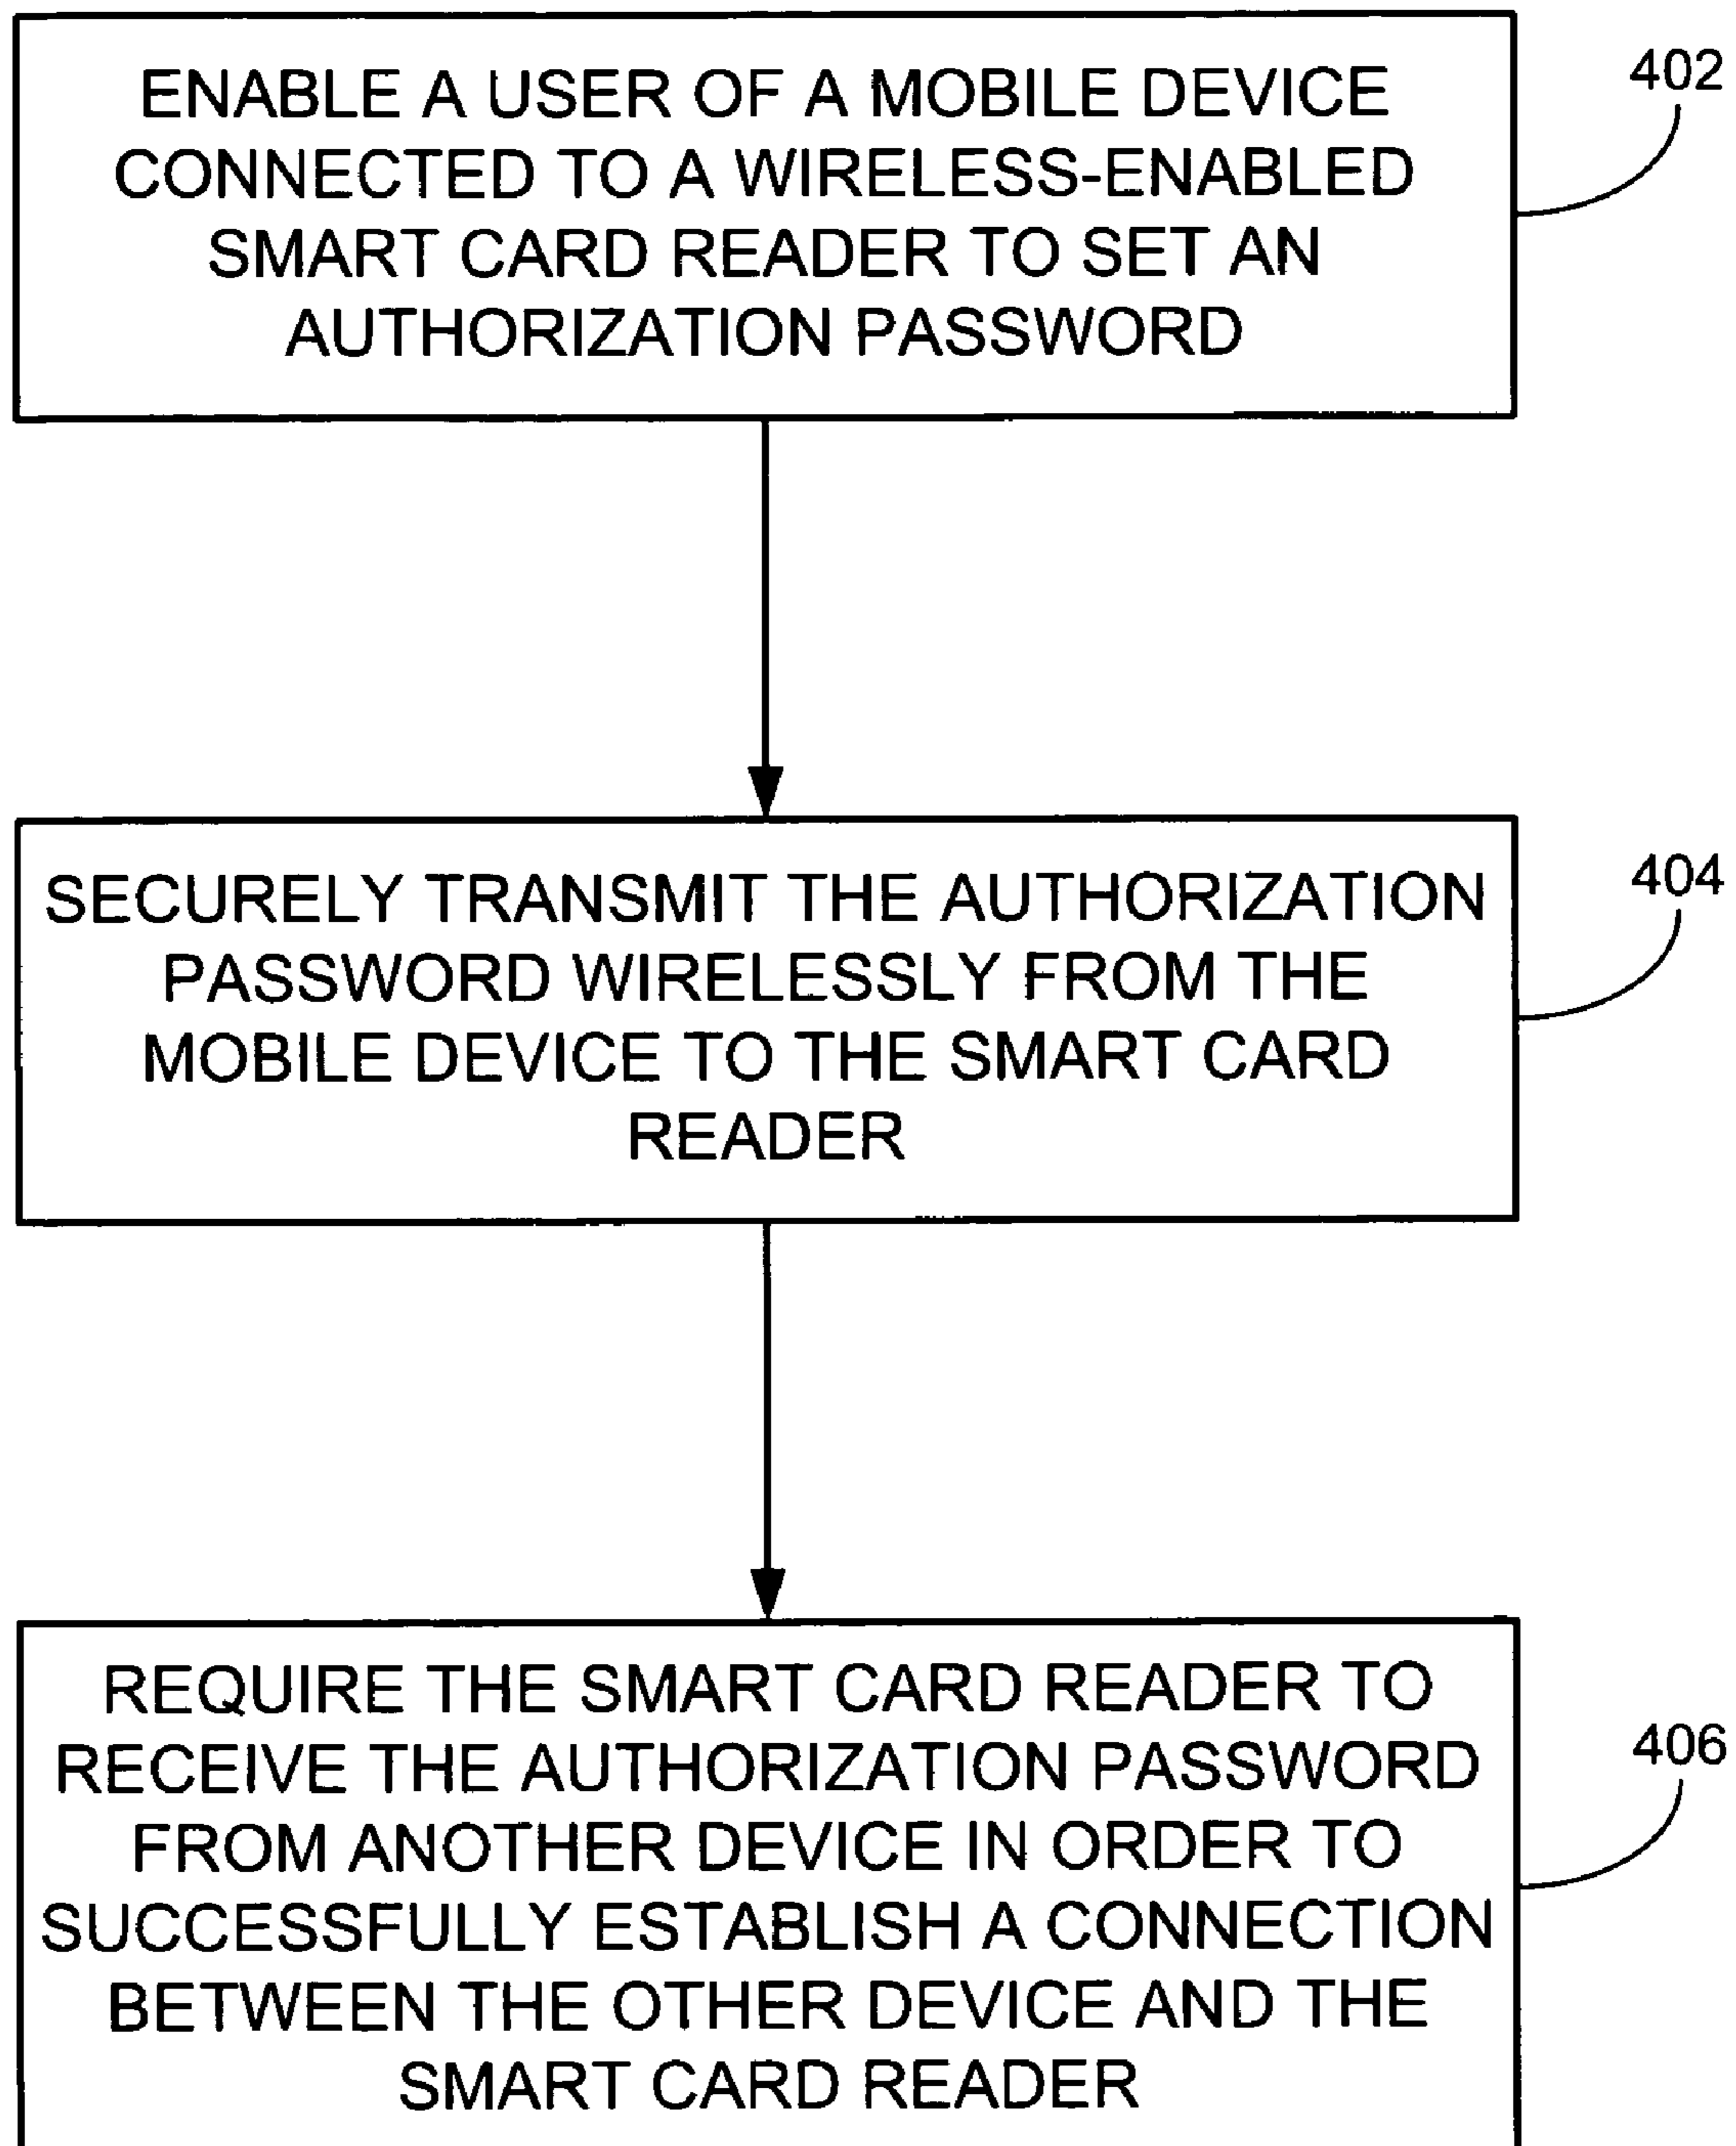 ENABLE A USER OF A MOBILE DEVICE
CONNECTED TO A WIRELESS-ENABLED
SMART CARD READER TO SET AN
AUTHORIZATION PASSWORD
402
SECURELY TRANSMIT THE AUTHORIZATION
PASSWORD WIRELESSLY FROM THE
MOBILE DEVICE TO THE SMART CARD
READER
404
REQUIRE THE SMART CARD READER TO
RECEIVE THE AUTHORIZATION PASSWORD
FROM ANOTHER DEVICE IN ORDER TO
SUCCESSFULLY ESTABLISH A CONNECTION
BETWEEN THE OTHER DEVICE AND THE
SMART CARD READER
406